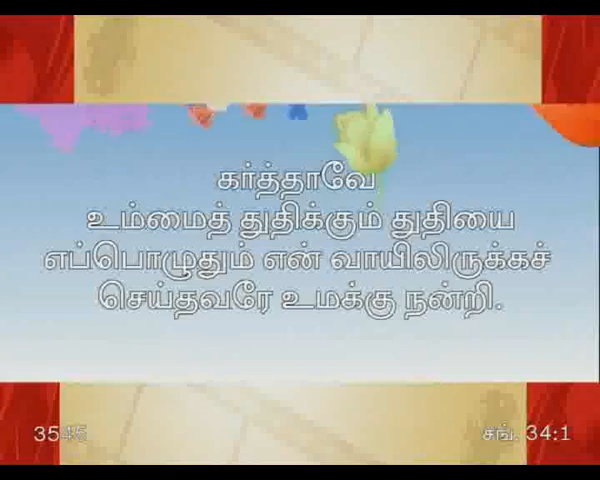 கர்த்தாவே
உம்மைத் துதிக்கும் துதியை
எப்பொழுதும் என் வாயிலிருக்கச்
செய்தவரே உமக்கு நன்றி.
3545
சங். 34:1